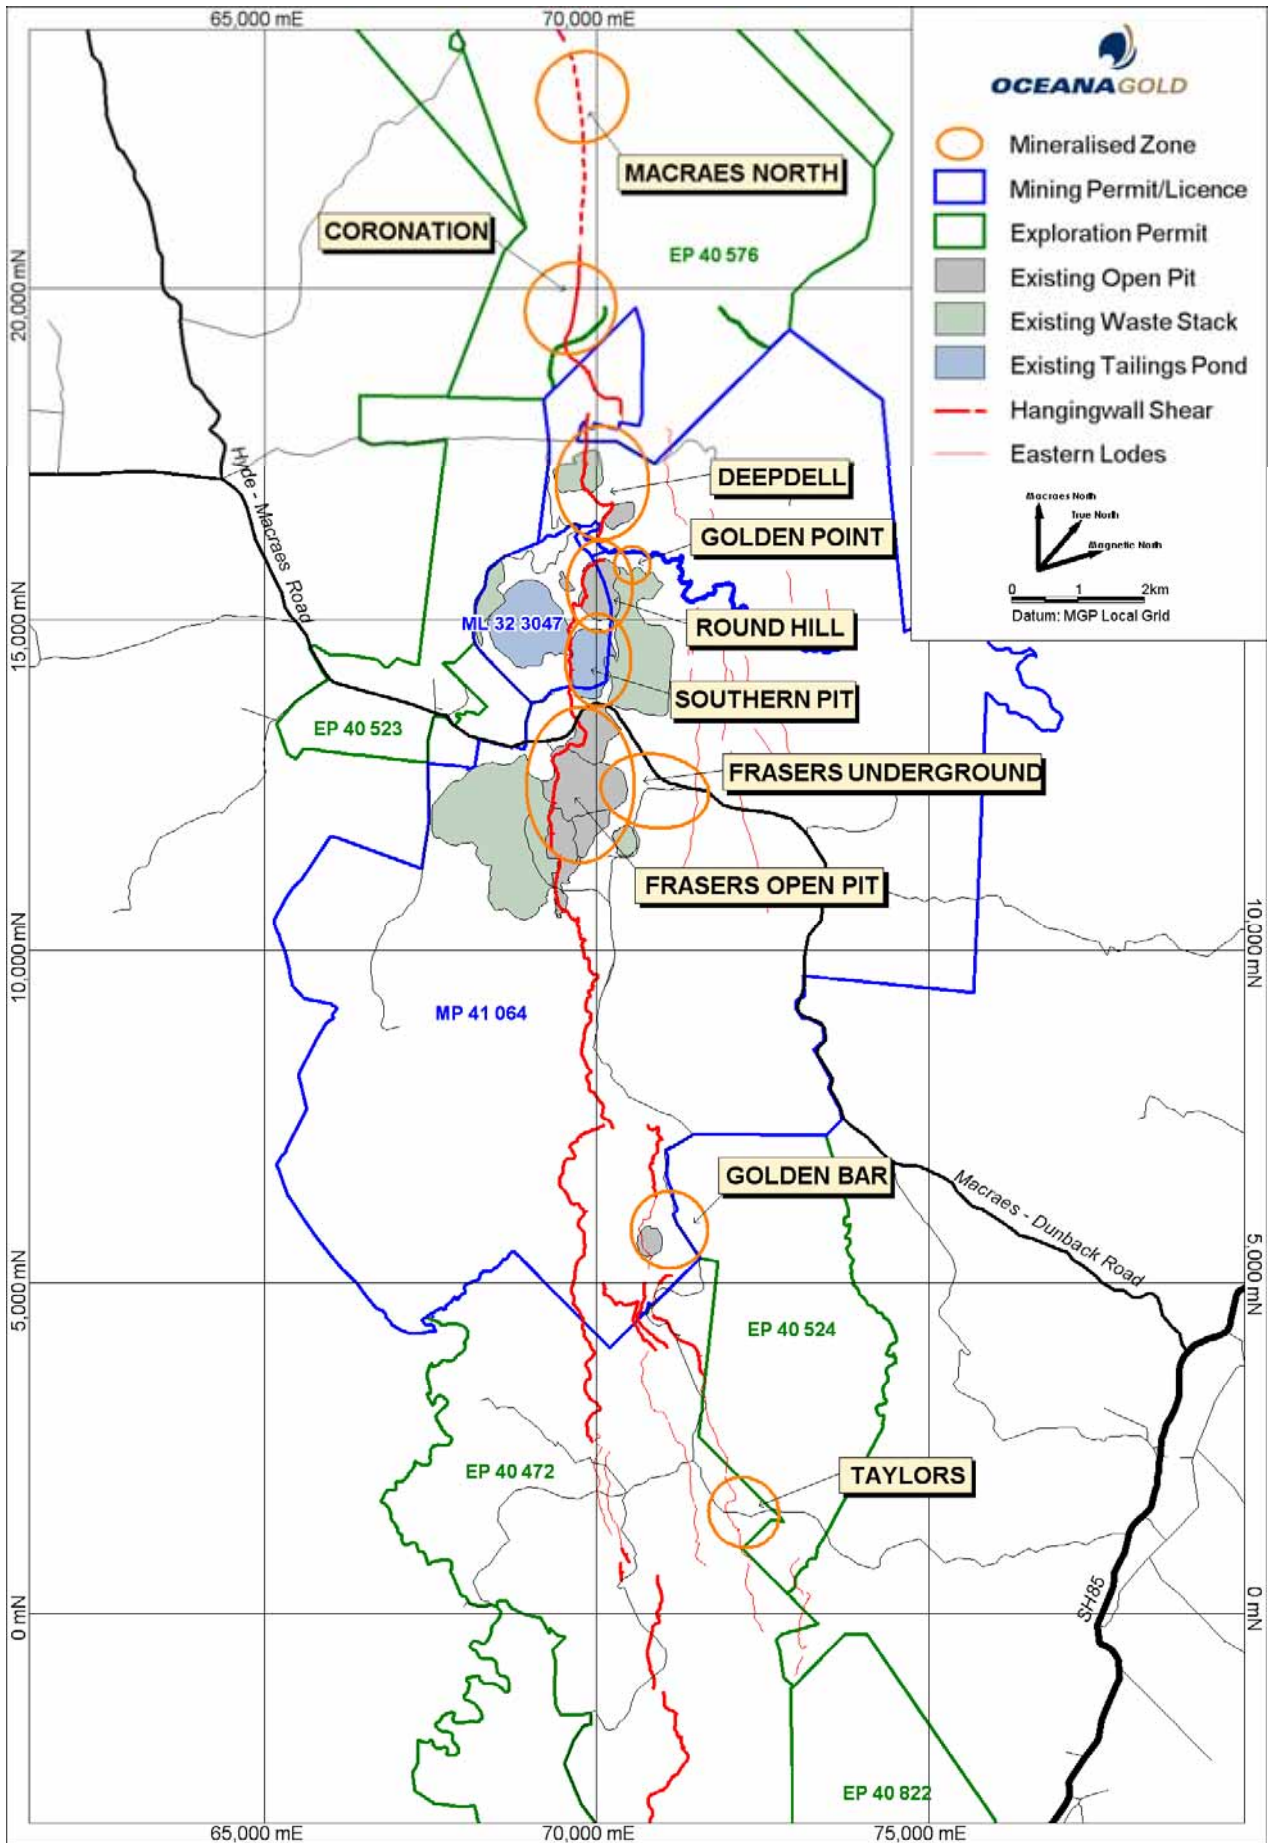 65,000 mE
70,000 mE
OCEANAGOLD
Mineralised Zone
Mining Permit/Licence
Exploration Permit
Existing Open Pit
Existing Waste Stack
Existing Tailings Pond
Hangingwall Shear
Eastern Lodes
Macraes North
True North
Magnetic North
0 1 2km
Datum: MGP Local Grid
MACRAES NORTH
CORONATION
EP 40 576
20,000 mN
DEEPDELL
Hyde - Macraes Road
GOLDEN POINT
ML 32 3047
ROUND HILL
15,000 mN
SOUTHERN PIT
EP 40 523
FRASERS UNDERGROUND
FRASERS OPEN PIT
10,000 mN
10,000 mN
MP 41 064
GOLDEN BAR
Macraes - Dunback Road
5,000 mN
5,000 mN
EP 40 524
EP 40 472
TAYLORS
SH85
0 mN
0 mN
EP 40 822
65,000 mE
70,000 mE
75,000 mE